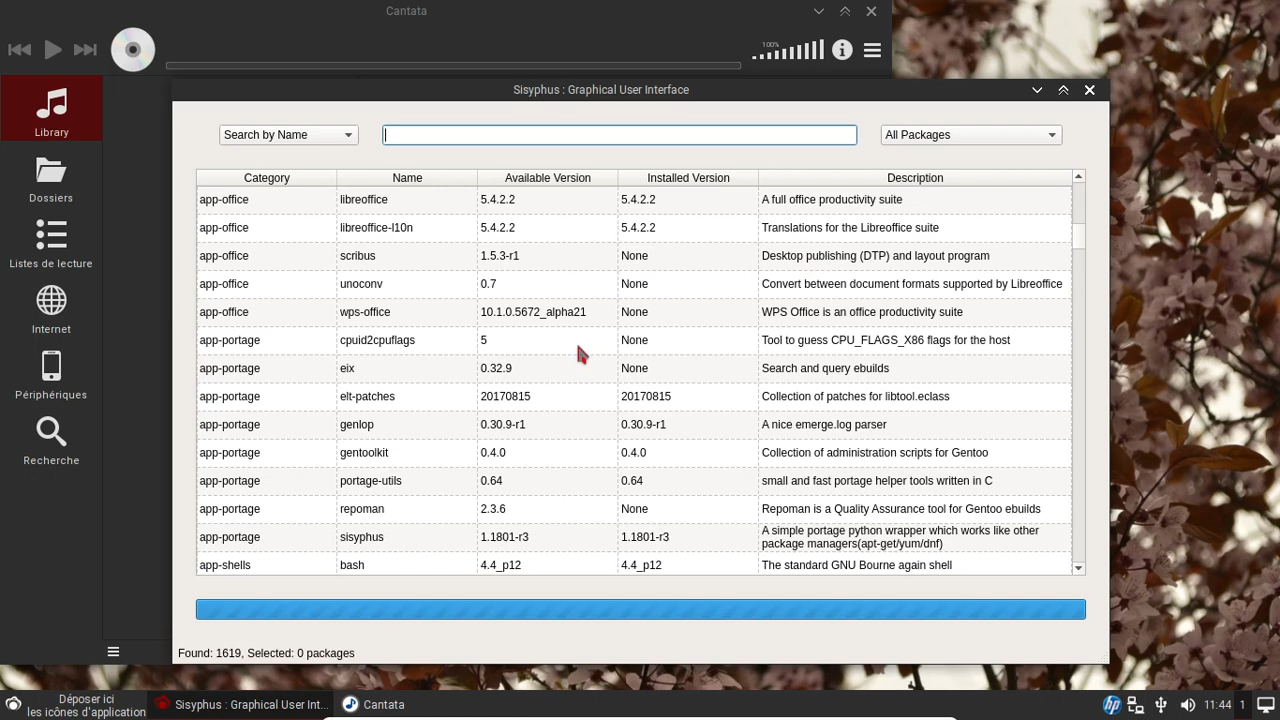 Cantata
100%
Library
Dossiers
Listes de lecture
Internet
Périphériques
Recherche
Sisyphus : Graphical User Interface
Search by Name
All Packages
Category Name Available Version Installed Version Description
app-office libreoffice 5.4.2.2 5.4.2.2 A full office productivity suite
app-office libreoffice-l10n 5.4.2.2 5.4.2.2 Translations for the Libreoffice suite
app-office scribus 1.5.3-r1 None Desktop publishing (DTP) and layout program
app-office unoconv 0.7 None Convert between document formats supported by Libreoffice
app-office wps-office 10.1.0.5672_alpha21 None WPS Office is an office productivity suite
app-portage cpuid2cpuflags 5 None Tool to guess CPU_FLAGS_X86 flags for the host
app-portage eix 0.32.9 None Search and query ebuilds
app-portage elt-patches 20170815 20170815 Collection of patches for libtool.eclass
app-portage genlop 0.30.9-r1 0.30.9-r1 A nice emerge.log parser
app-portage gentoolkit 0.4.0 0.4.0 Collection of administration scripts for Gentoo
app-portage portage-utils 0.64 0.64 small and fast portage helper tools written in C
app-portage repoman 2.3.6 None Repoman is a Quality Assurance tool for Gentoo ebuilds
app-portage sisyphus 1.1801-r3 1.1801-r3 A simple portage python wrapper which works like other
package managers(apt-get/yum/dnf)
app-shells bash 4.4_p12 4.4_p12 The standard GNU Bourne again shell
Found: 1619, Selected: 0 packages
Déposer ici
les icônes d'application
Sisyphus : Graphical User Int...
Cantata
hp
11:44
1